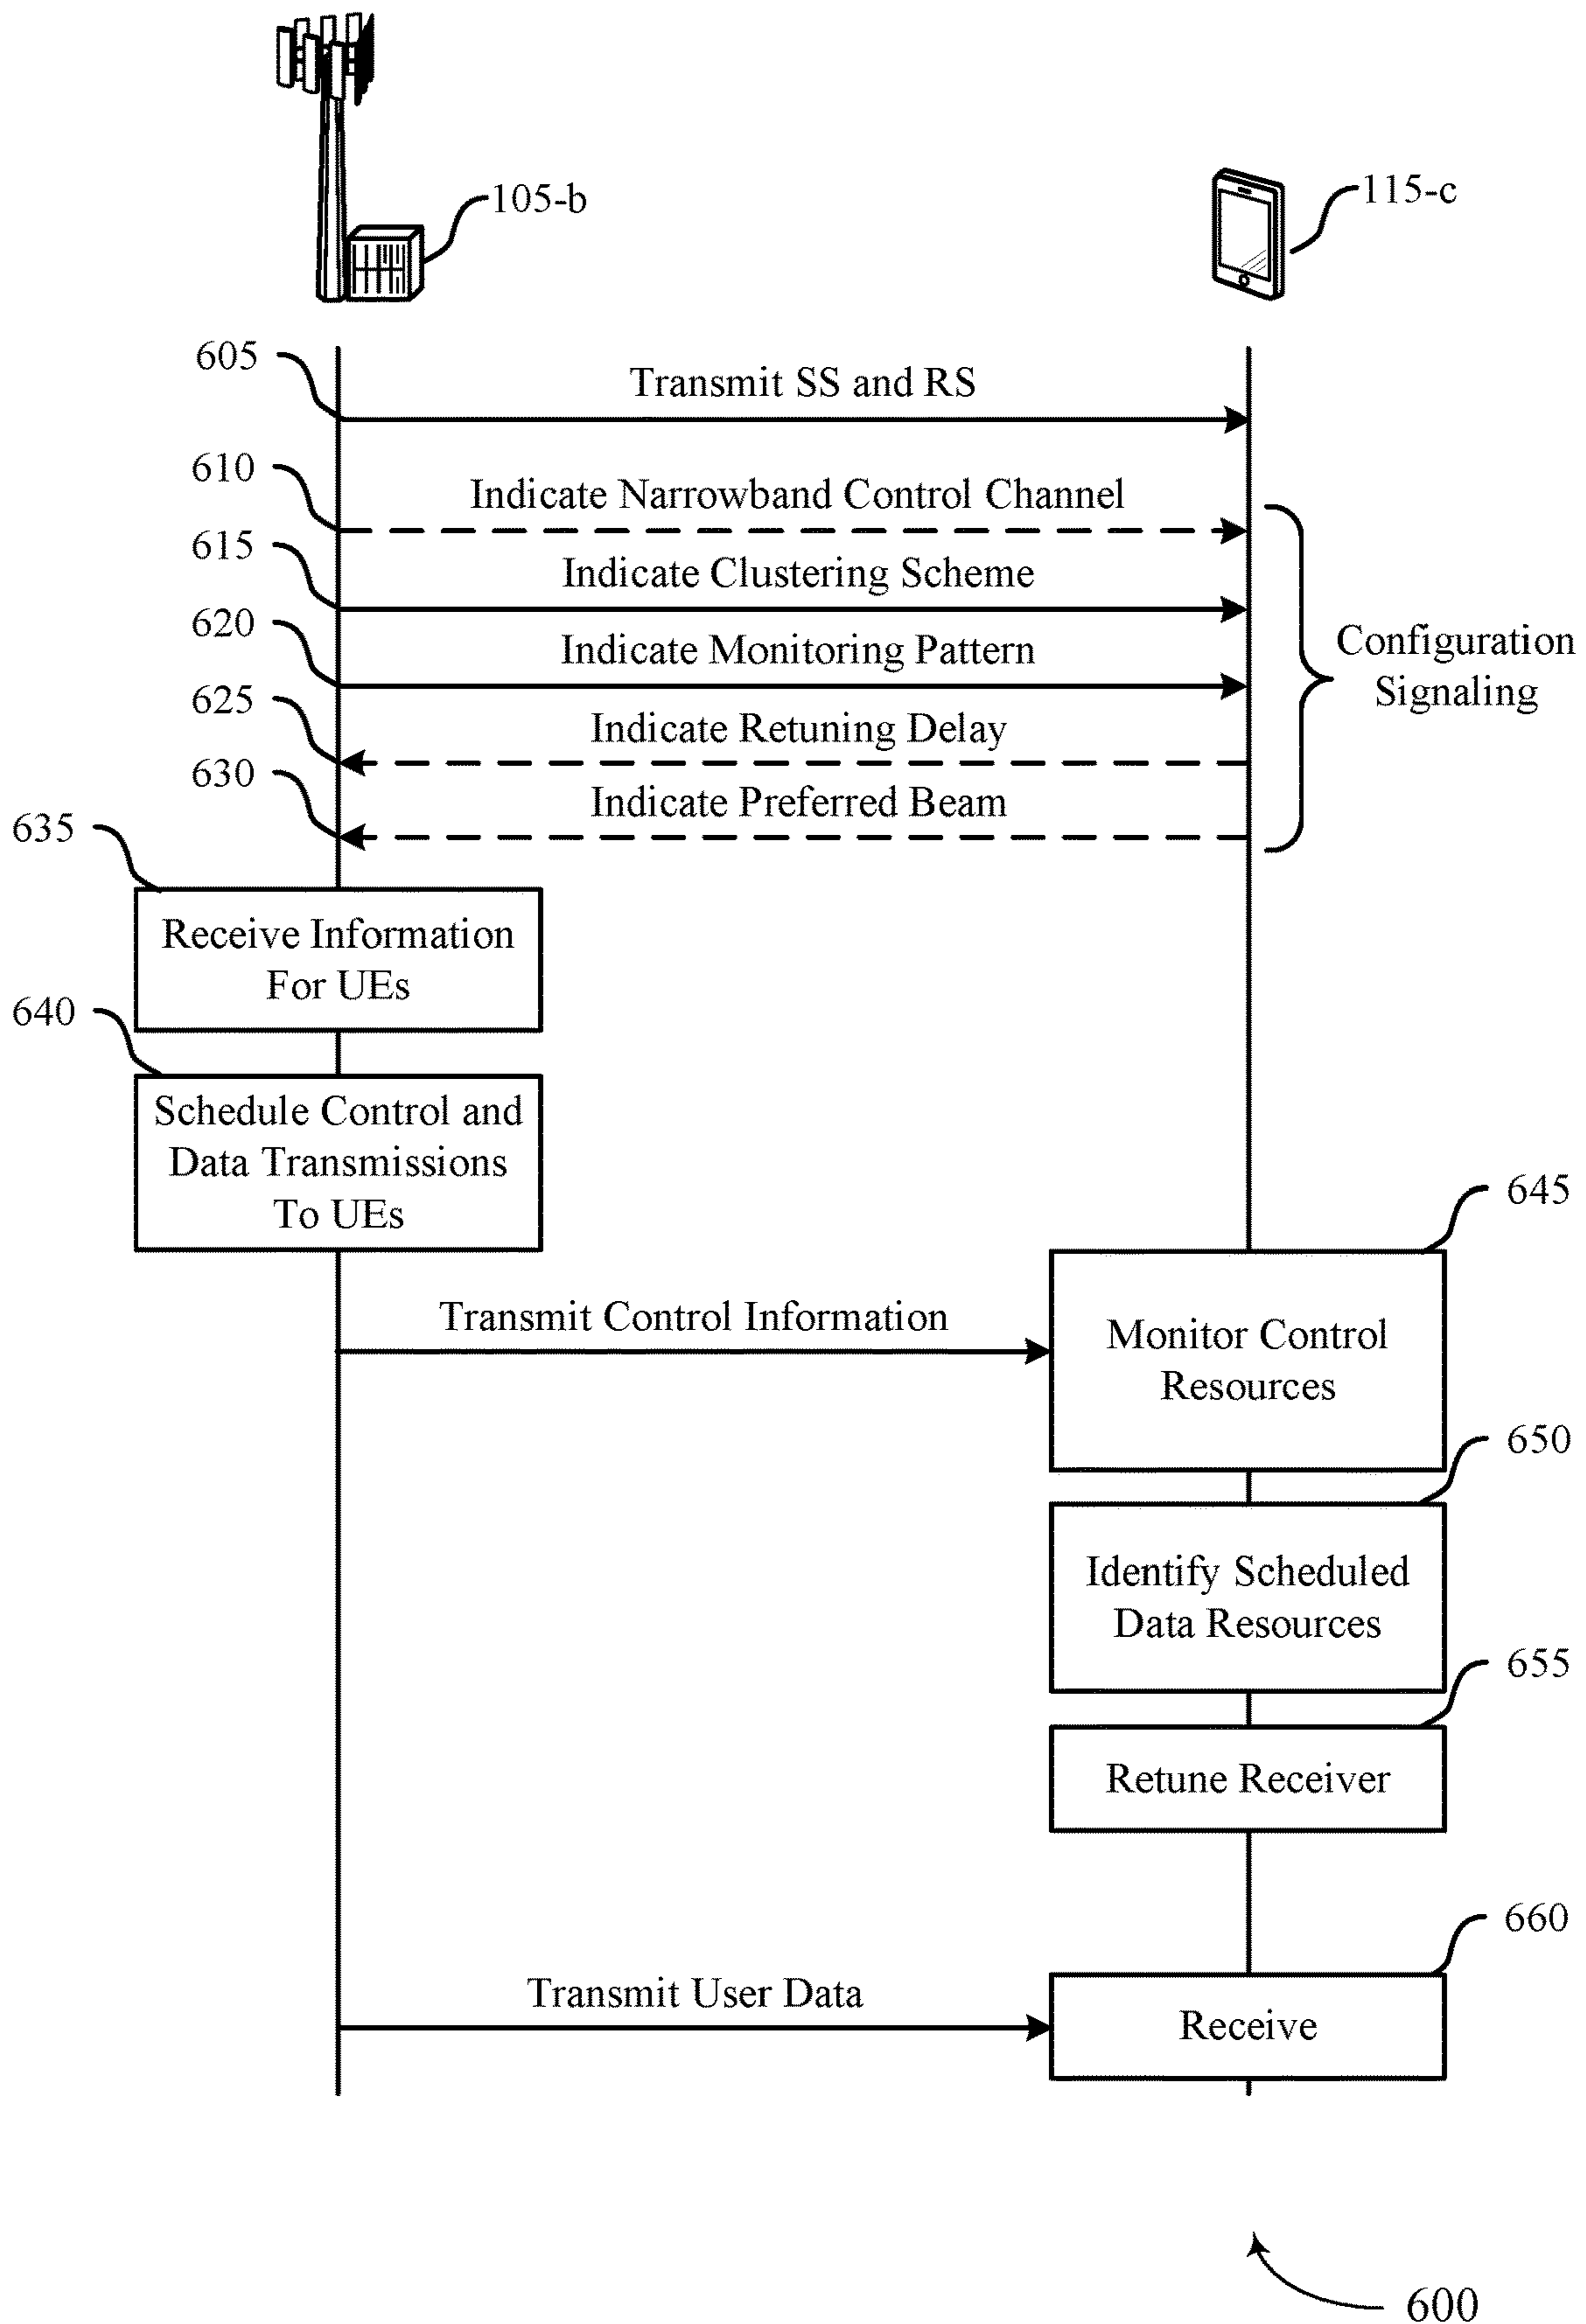 105-b
115-c
605
Transmit SS and RS
610
Indicate Narrowband Control Channel
615
Indicate Clustering Scheme
620
Indicate Monitoring Pattern
Configuration
Signaling
625
Indicate Retuning Delay
630
Indicate Preferred Beam
635
Receive Information
For UEs
640
Schedule Control and
Data Transmissions
To UEs
645
Transmit Control Information
Monitor Control
Resources
650
Identify Scheduled
Data Resources
655
Retune Receiver
660
Transmit User Data
Receive
600